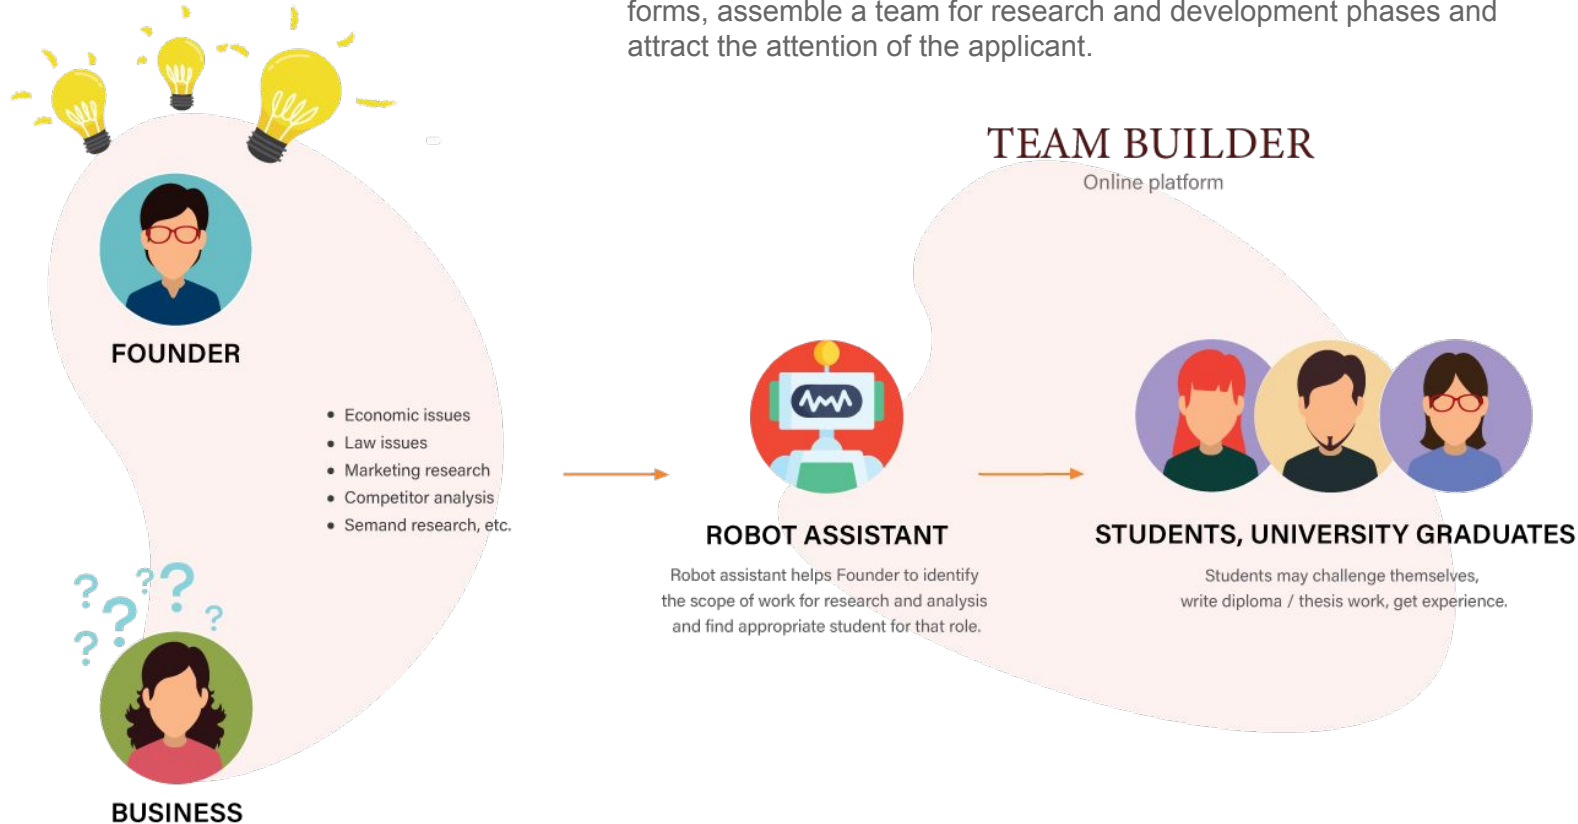 forms, assemble a team for research and development phases and
attract the attention of the applicant.
TEAM BUILDER
Online platform
FOUNDER
• Economic issues
• Law issues
• Marketing research
• Competitor analysis
• Semand research, etc.
? ? ? ? ? ?
BUSINESS
ROBOT ASSISTANT
Robot assistant helps Founder to identify
the scope of work for research and analysis
and find appropriate student for that role.
STUDENTS, UNIVERSITY GRADUATES
Students may challenge themselves,
write diploma / thesis work, get experience.